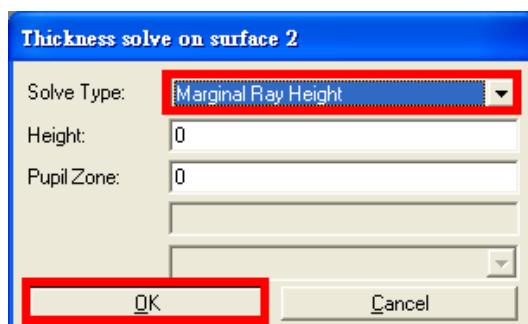 Thickness solve on surface 2
Solve Type: Marginal Ray Height
Height: 0
Pupil Zone: 0
OK Cancel